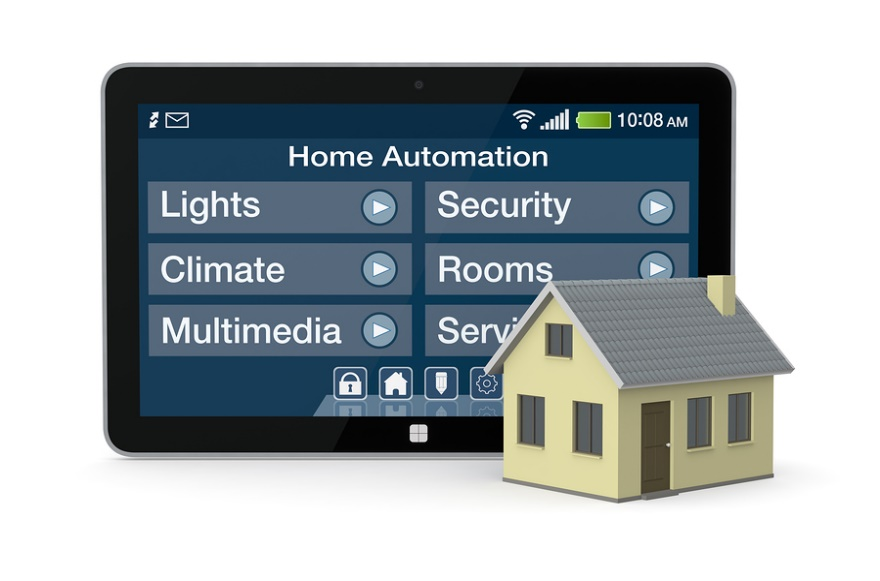 10:08 AM
Home Automation
Lights
Security
Climate
Rooms
Multimedia